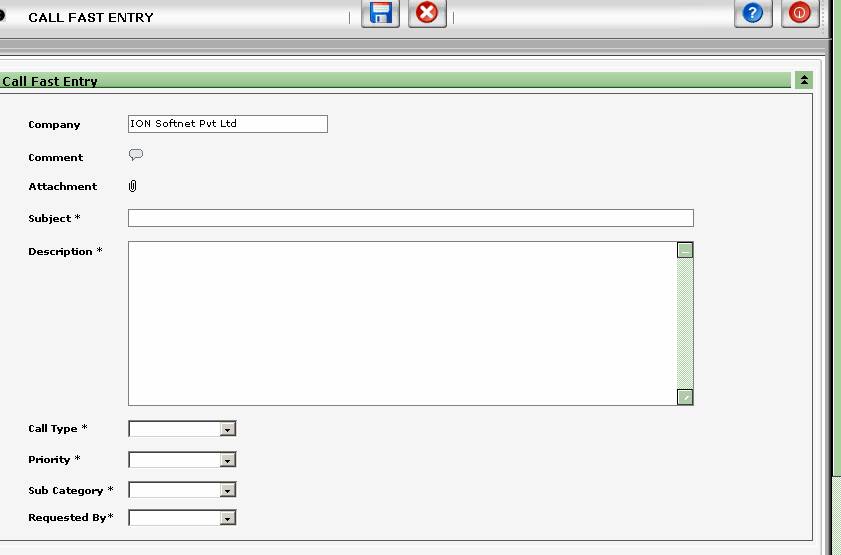 CALL FAST ENTRY
Call Fast Entry
Company ION Softnet Pvt Ltd
Comment
Attachment
Subject *
Description *
Call Type *
Priority *
Sub Category *
Requested By*